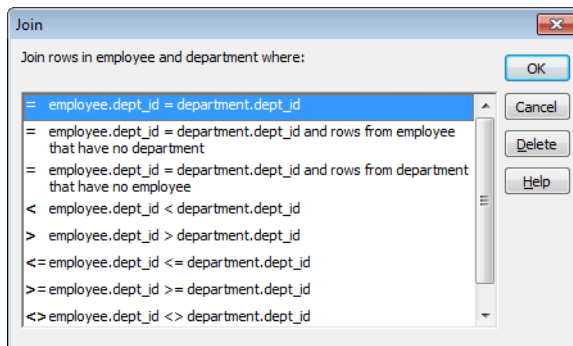 Join
Join rows in employee and department where:
= employee.dept_id = department.dept_id
= employee.dept_id = department.dept_id and rows from employee
that have no department
= employee.dept_id = department.dept_id and rows from department
that have no employee
< employee.dept_id < department.dept_id
> employee.dept_id > department.dept_id
<= employee.dept_id <= department.dept_id
>= employee.dept_id >= department.dept_id
<> employee.dept_id <> department.dept_id
OK
Cancel
Delete
Help